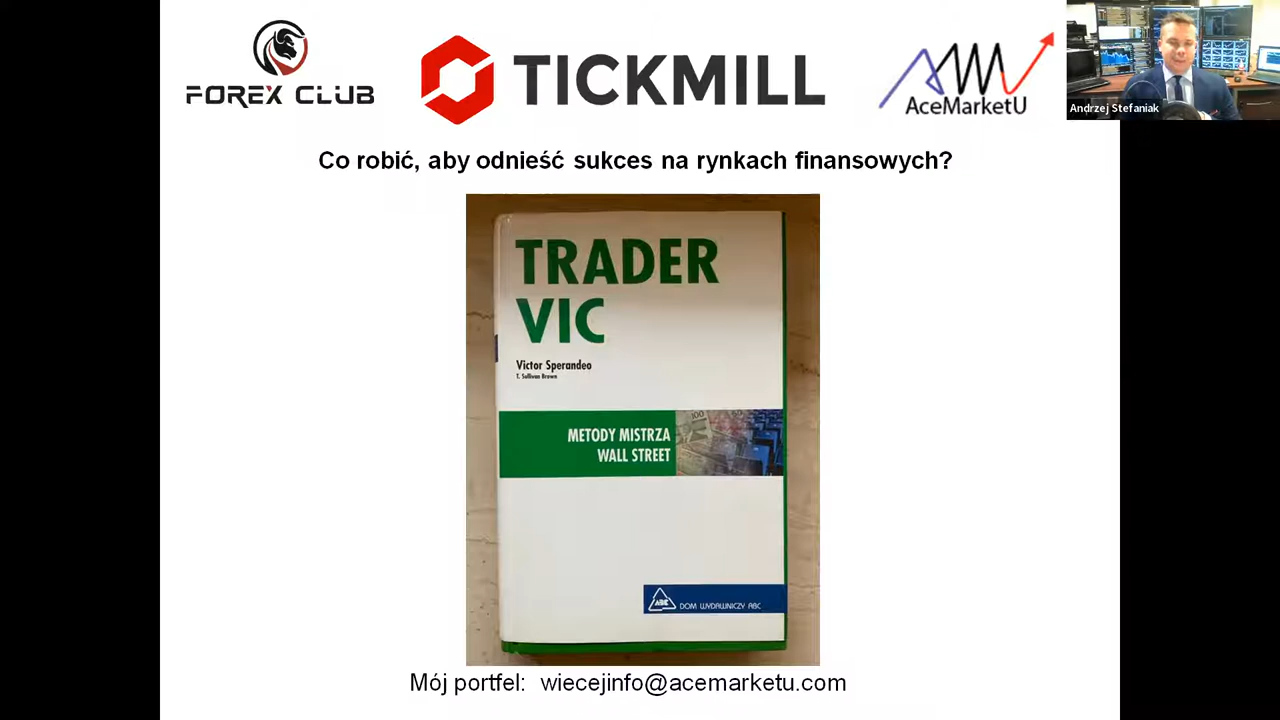 FOREX CLUB
TICKMILL
AceMarketU
Andrzej Stefaniak
Co robić, aby odnieść sukces na rynkach finansowych?
TRADER
VIC
Victor Sperandeo
T. Sullivan Brown
METODY MISTRZA
WALL STREET
100
ABC
DOM WYDAWNICZY ABC
Mój portfel: wiecejinfo@acemarketu.com